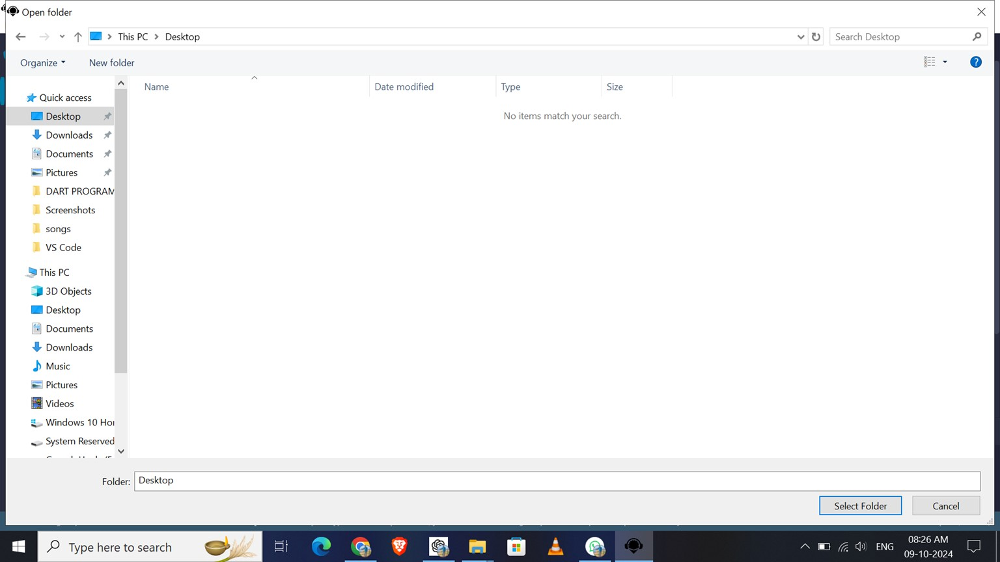 Open folder
This PC
Desktop
Search Desktop
Organize
New folder
?
Name
Date modified
Type
Size
No items match your search.
Quick access
Desktop
Downloads
Documents
Pictures
DART PROGRAM
Screenshots
songs
VS Code
This PC
3D Objects
Desktop
Documents
Downloads
Music
Pictures
Videos
Windows 10 Hor
System Reserved
Folder:
Desktop
Select Folder
Cancel
Type here to search
ENG
08:26 AM
09-10-2024